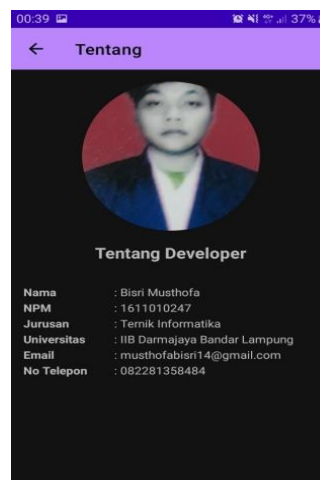 00:39 37%
Tentang
Tentang Developer
Nama : Bisri Musthofa
NPM : 1611010247
Jurusan : Ternik Informatika
Universitas : IIB Darmajaya Bandar Lampung
Email : musthofabisri14@gmail.com
No Telepon : 082281358484